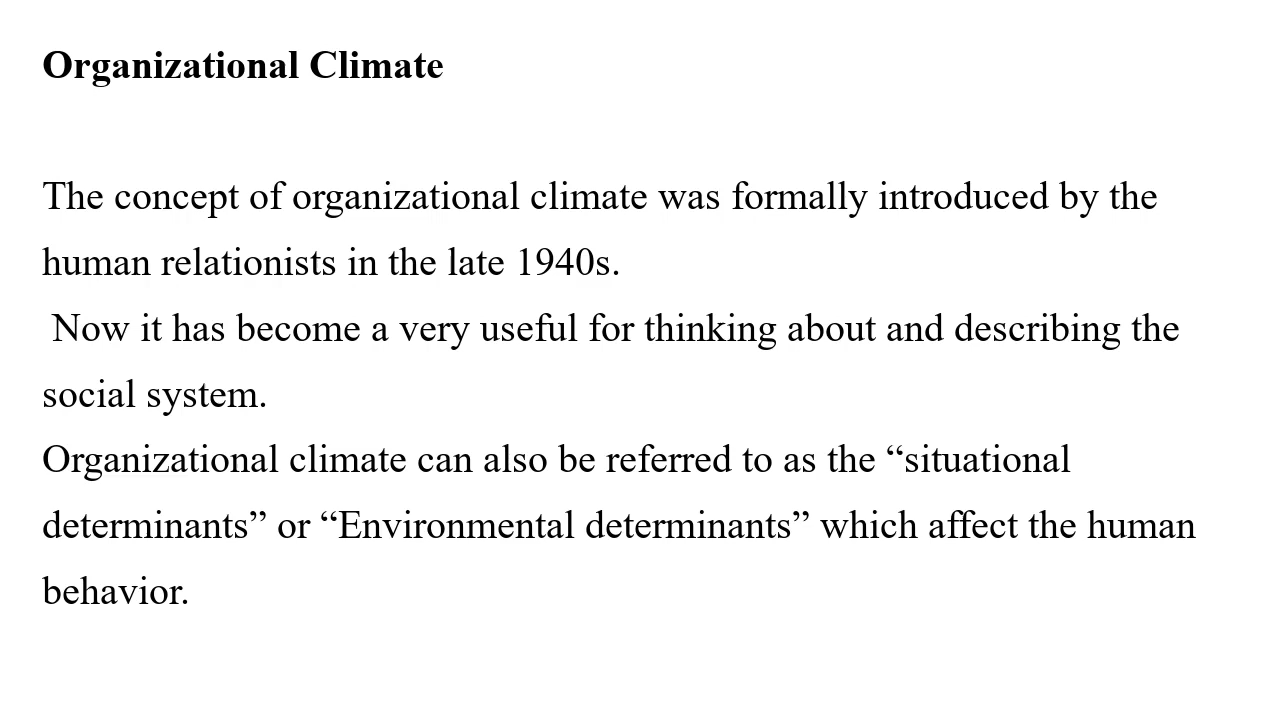 Organizational Climate
The concept of organizational climate was formally introduced by the
human relationists in the late 1940s.
Now it has become a very useful for thinking about and describing the
social system.
Organizational climate can also be referred to as the “situational
determinants” or “Environmental determinants” which affect the human
behavior.